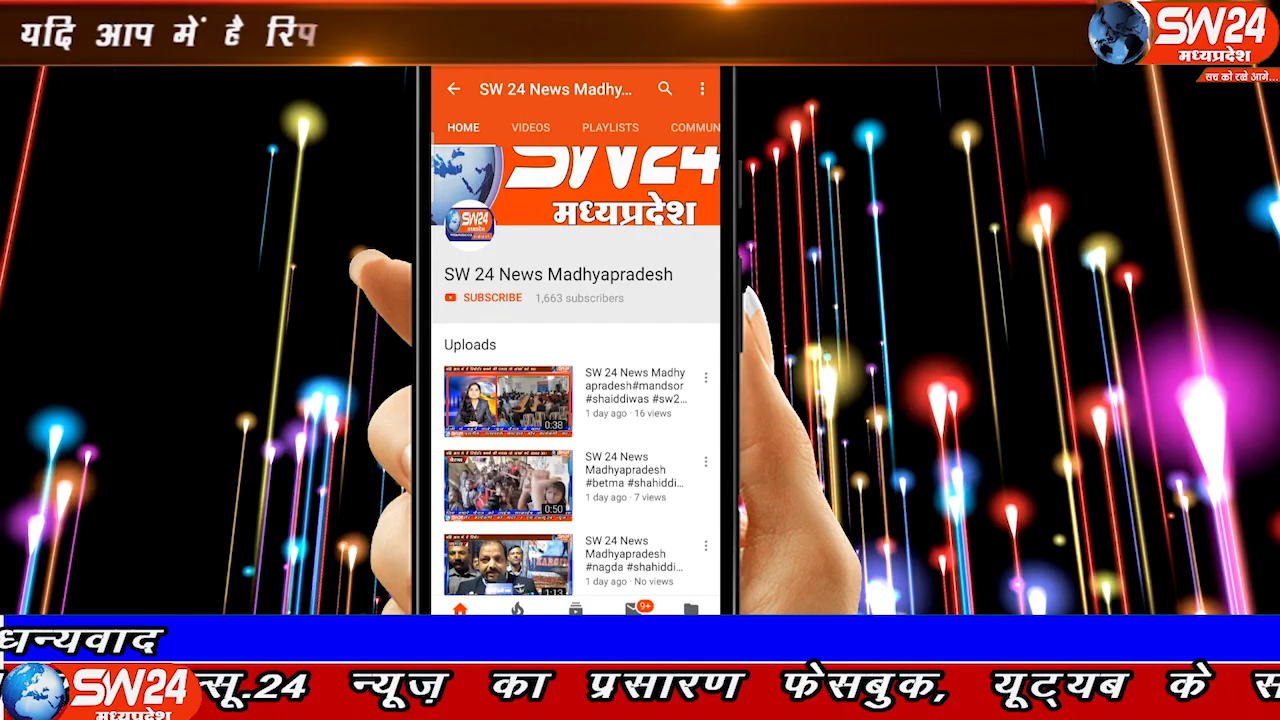 यदि आप में है रिप
SW24
मध्यप्रदेश
सच को रखे आगे...
SW 24 News Madhy...
HOME VIDEOS PLAYLISTS COMMUN
SW24
मध्यप्रदेश
SW24
SW 24 News Madhyapradesh
SUBSCRIBE 1,663 subscribers
Uploads
SW 24 News Madhy
apradesh#mandsor
#shaiddiwas #sw2...
1 day ago · 16 views
0:38
SW 24 News
Madhyapradesh
#betma #shahiddi...
1 day ago · 7 views
0:50
SW 24 News
Madhyapradesh
#nagda #shahiddi...
1 day ago · No views
1:13
9+
धन्यवाद
SW24
मध्यप्रदेश
्सू.24 न्यूज़ का प्रसारण फेसबुक, यूट्यब के स